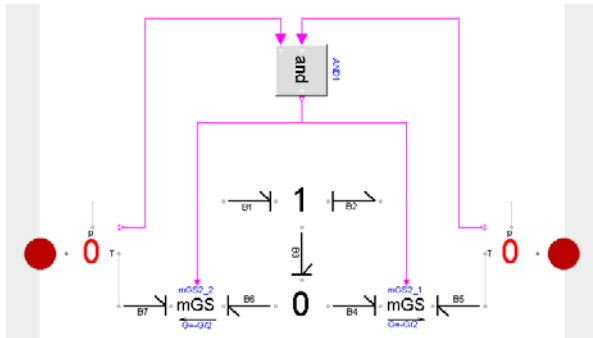 and
AND1
B1
1
B2
p
0
T
B3
p
0
T
mGS2_2
mGS
G=-G/2
B7
B6
0
B4
mGS2_1
mGS
G=-G/2
B5